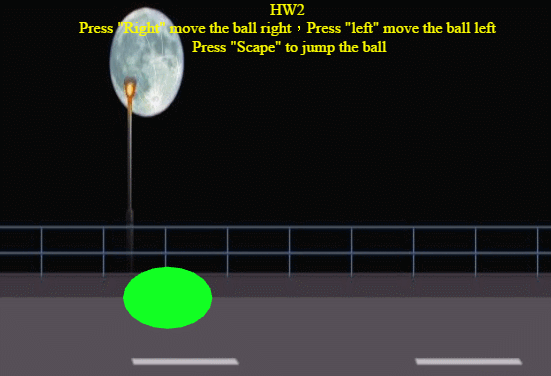 HW2
Press "Right" move the ball right，Press "left" move the ball left
Press "Scape" to jump the ball